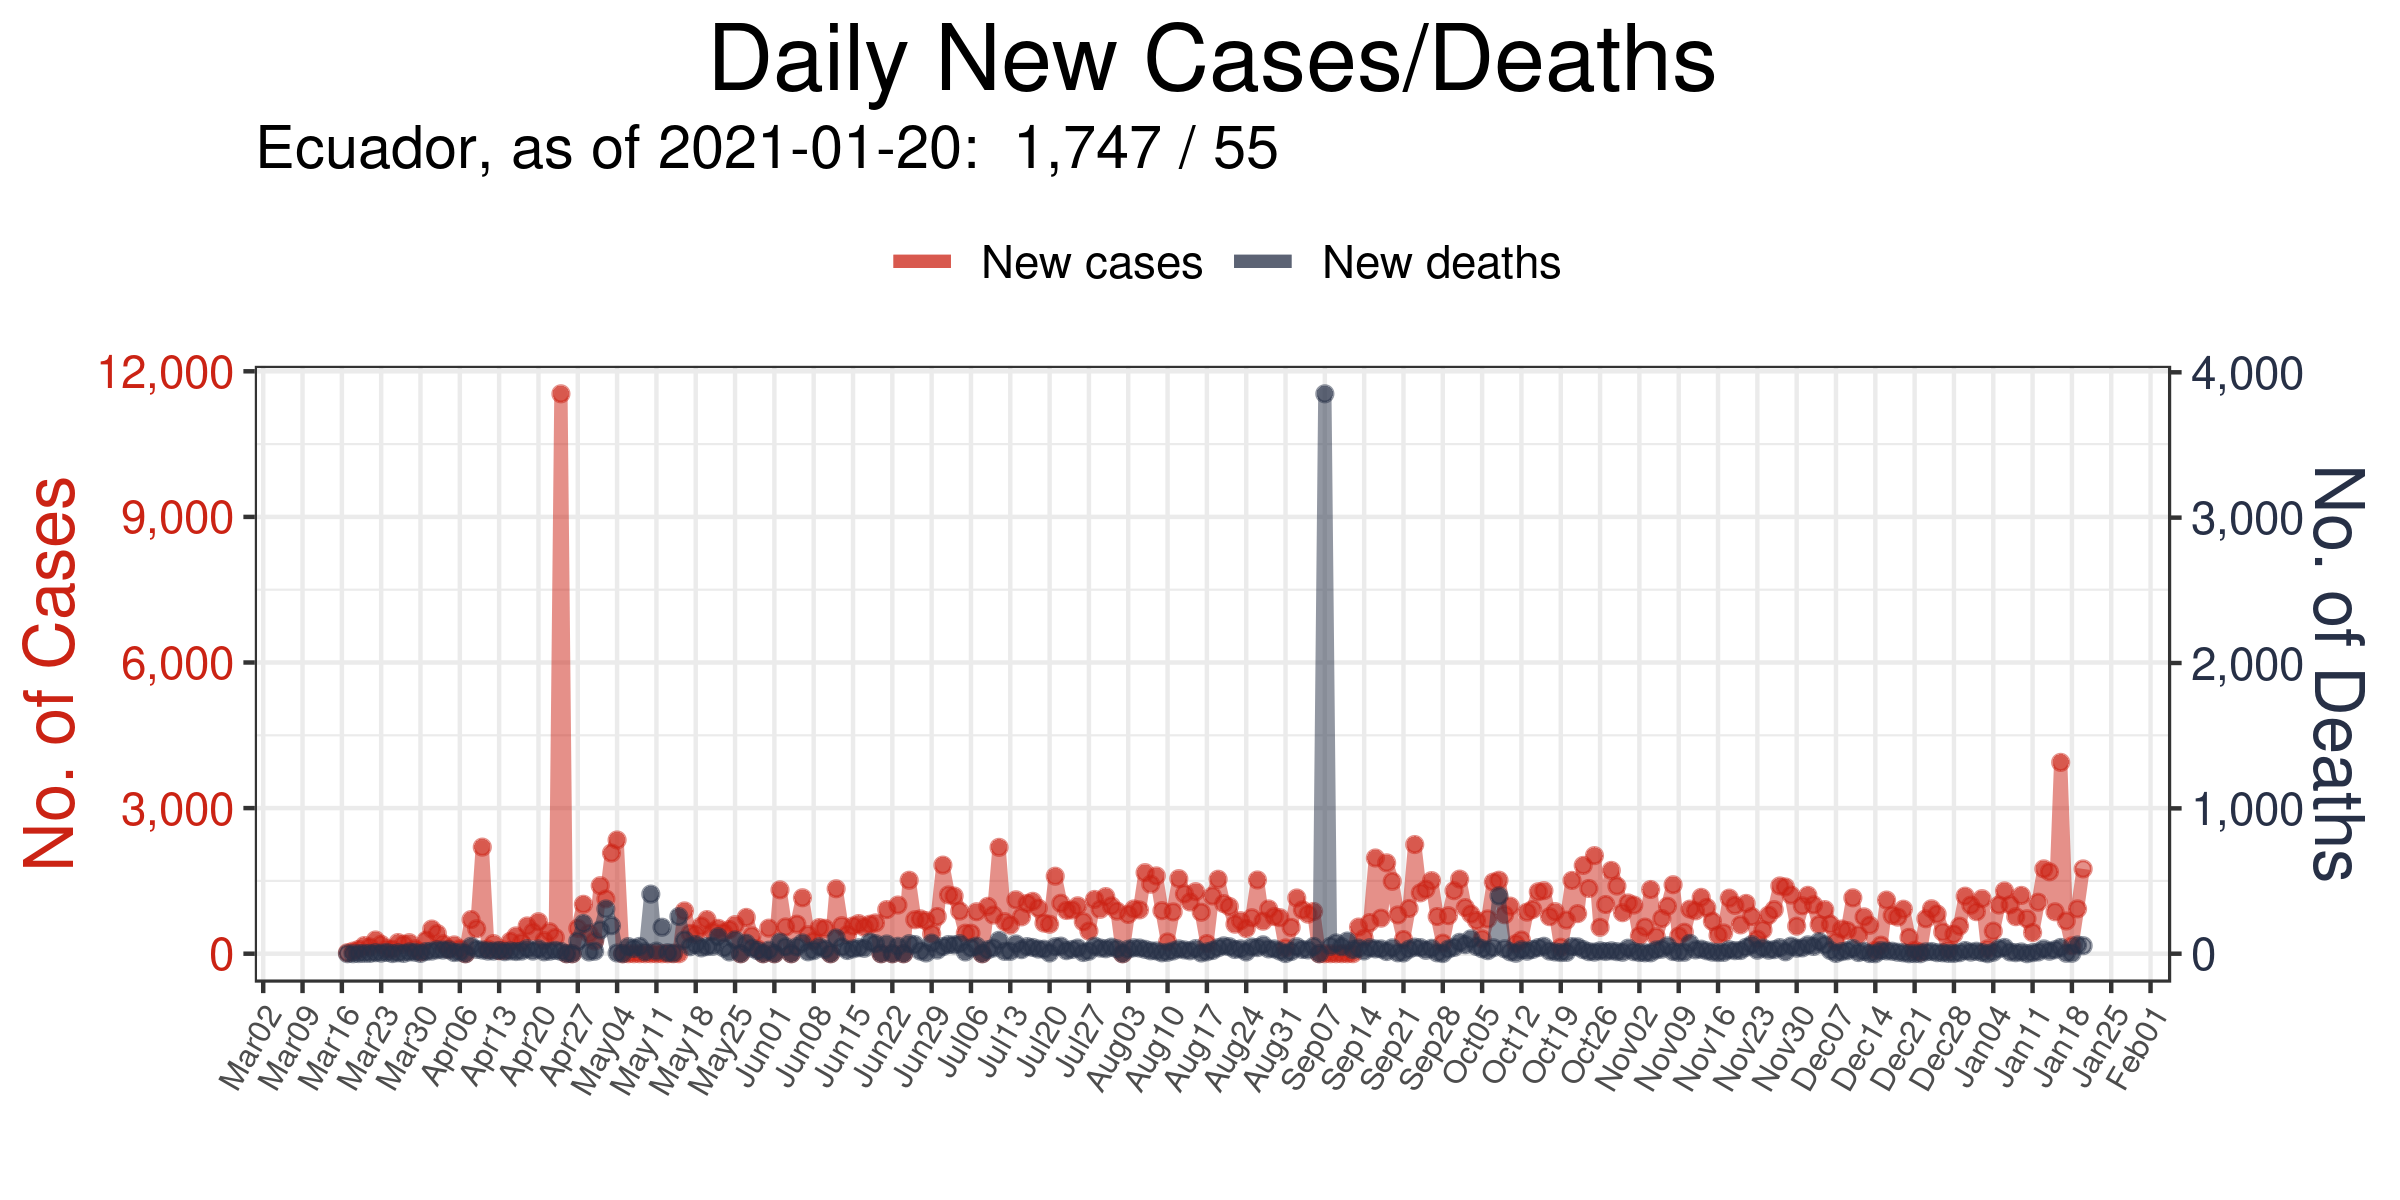 Daily New Cases/Deaths
Ecuador, as of 2021-01-20:  1,747 / 55
New cases New deaths
No. of Cases
12,000
9,000
6,000
3,000
0
4,000
3,000
2,000
1,000
0
No. of Deaths
Mar02 Mar09 Mar16 Mar23 Mar30 Apr06 Apr13 Apr20 Apr27 May04 May11 May18 May25 Jun01 Jun08 Jun15 Jun22 Jun29 Jul06 Jul13 Jul20 Jul27 Aug03 Aug10 Aug17 Aug24 Aug31 Sep07 Sep14 Sep21 Sep28 Oct05 Oct12 Oct19 Oct26 Nov02 Nov09 Nov16 Nov23 Nov30 Dec07 Dec14 Dec21 Dec28 Jan04 Jan11 Jan18 Jan25 Feb01